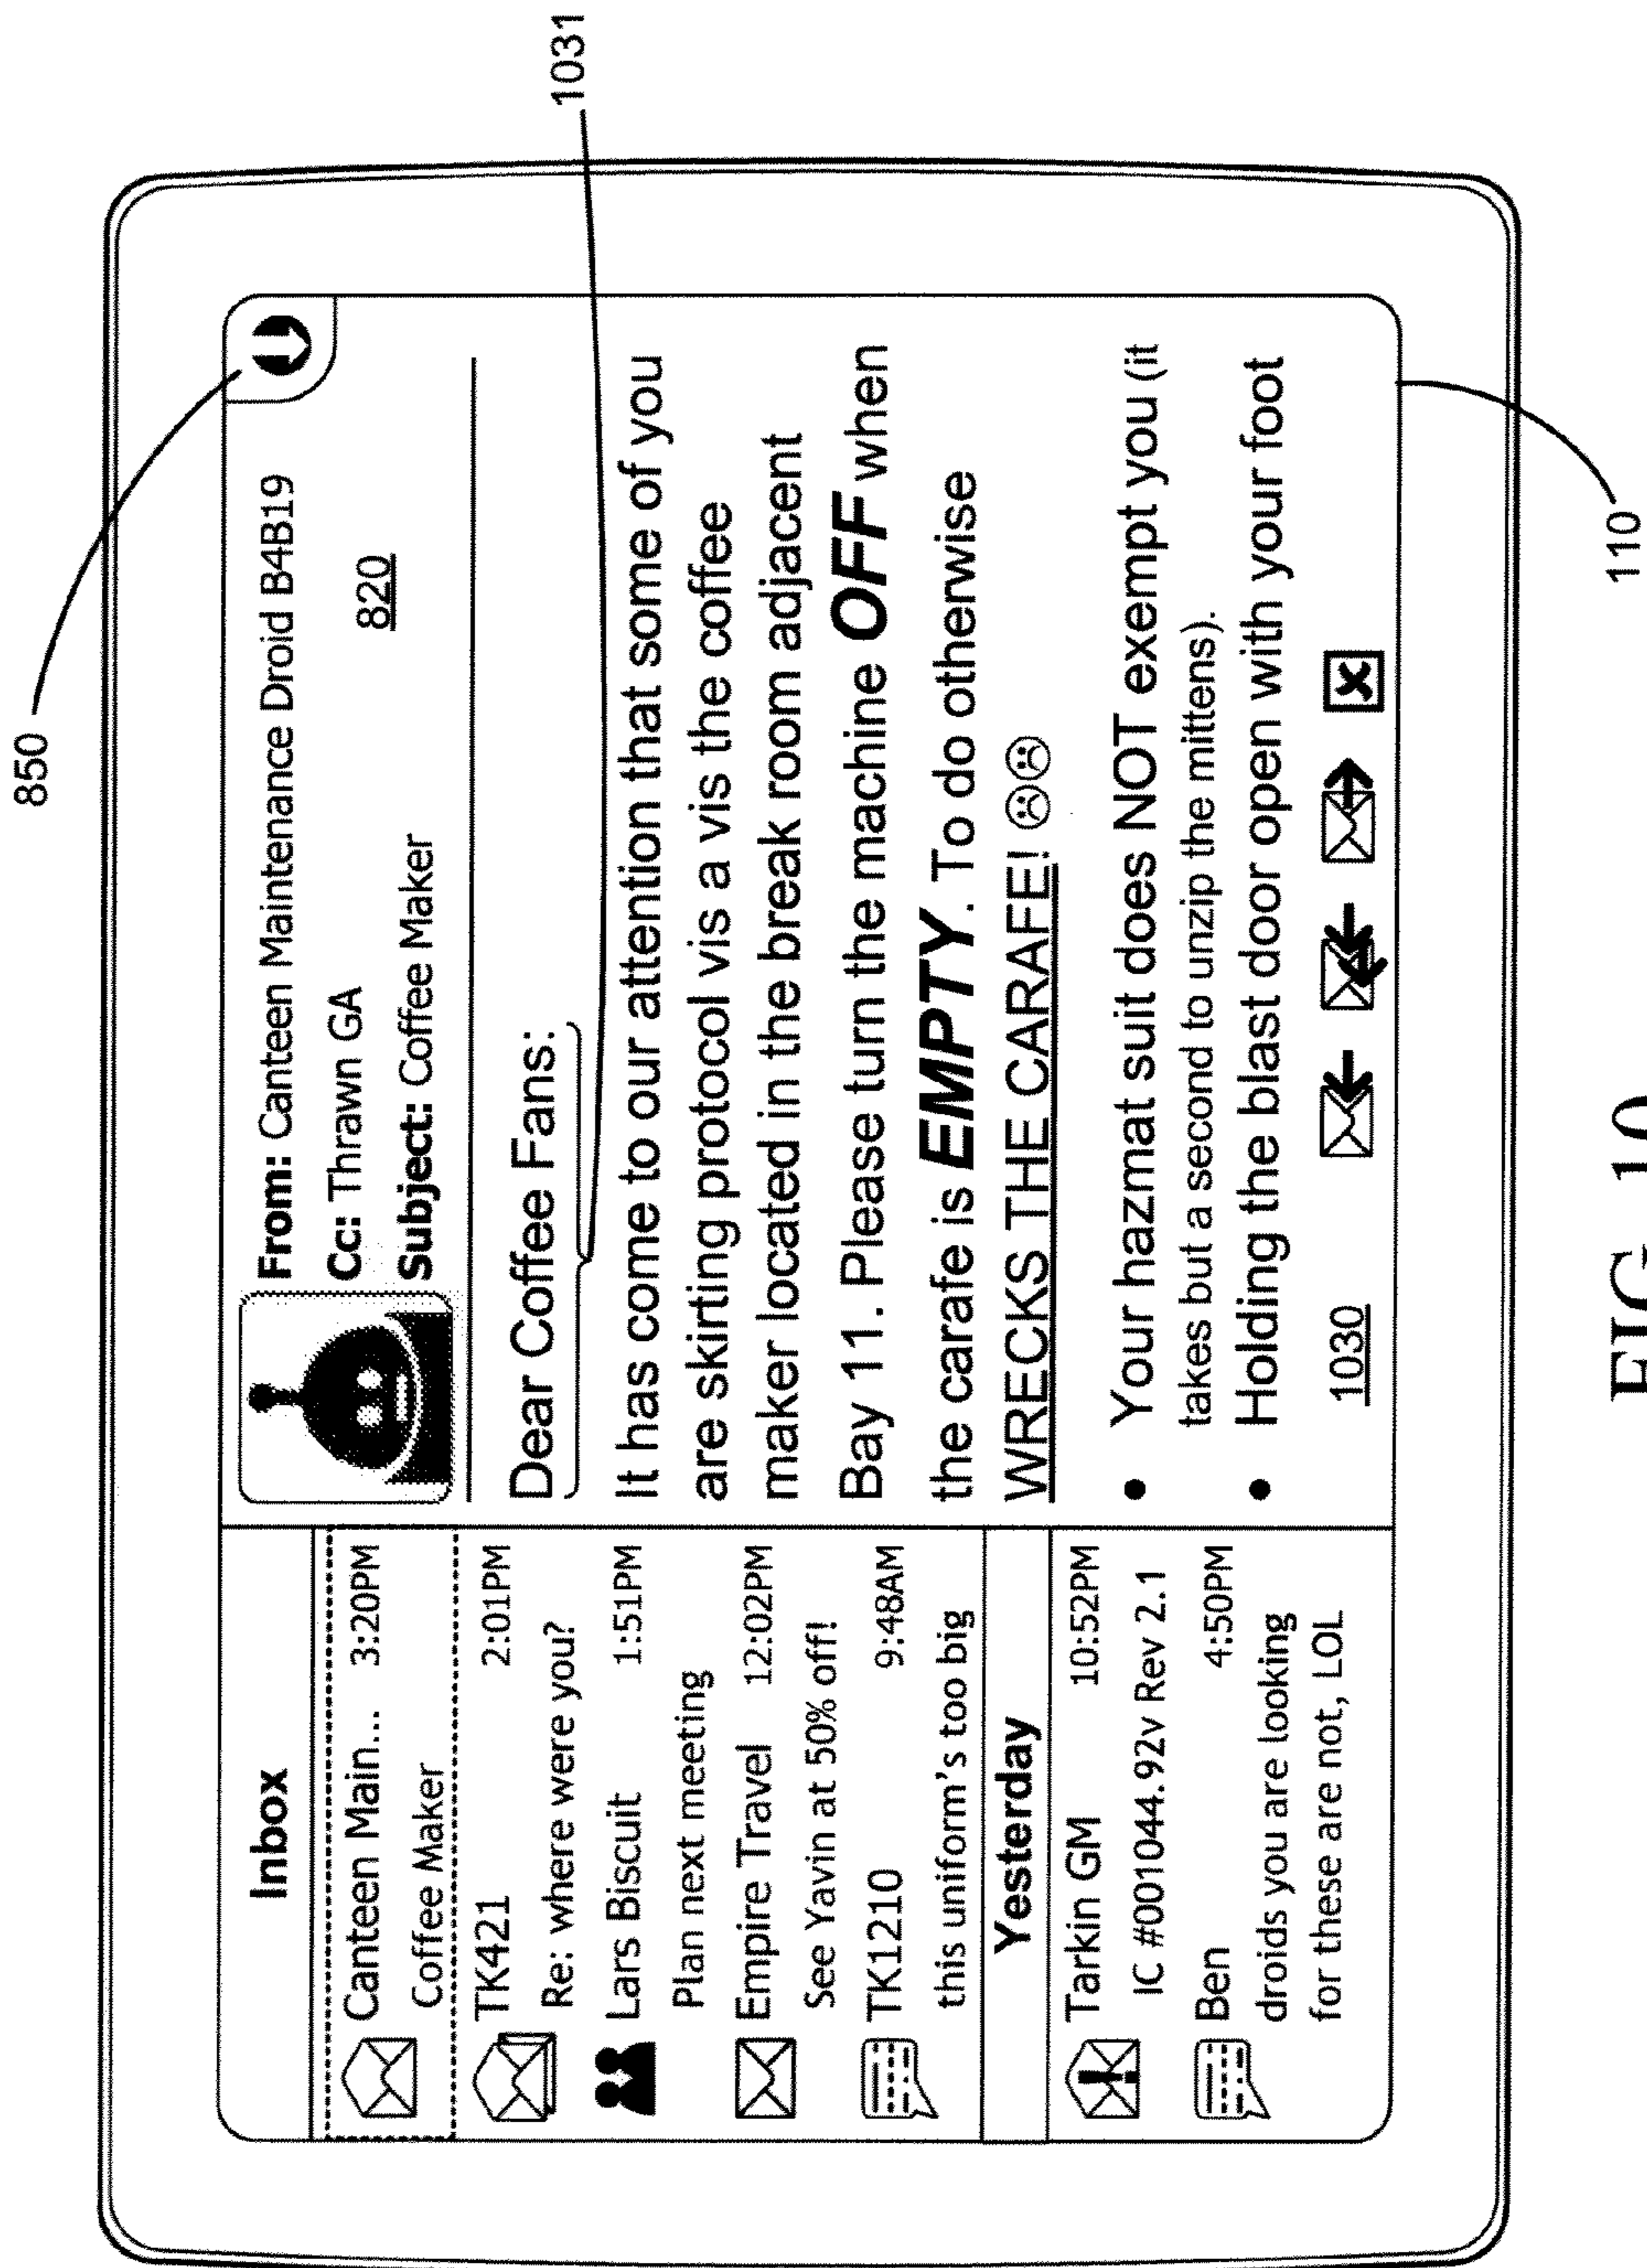 850
1031
Inbox
Canteen Main... 3:20PM
Coffee Maker
TK421 2:01PM
Re: where were you?
Lars Biscuit 1:51PM
Plan next meeting
Empire Travel 12:02PM
See Yavin at 50% off!
TK1210 9:48AM
this uniform's too big
Yesterday
Tarkin GM 10:52PM
IC #001044.92v Rev 2.1
Ben 4:50PM
droids you are looking
for these are not, LOL
From: Canteen Maintenance Droid B4B19
Cc: Thrawn GA
820
Subject: Coffee Maker
Dear Coffee Fans:
It has come to our attention that some of you
are skirting protocol vis a vis the coffee
maker located in the break room adjacent
Bay 11. Please turn the machine OFF when
the carafe is EMPTY. To do otherwise
WRECKS THE CARAFE! ☹☹
• Your hazmat suit does NOT exempt you (it
takes but a second to unzip the mittens).
• Holding the blast door open with your foot
1030
110
FIG. 10